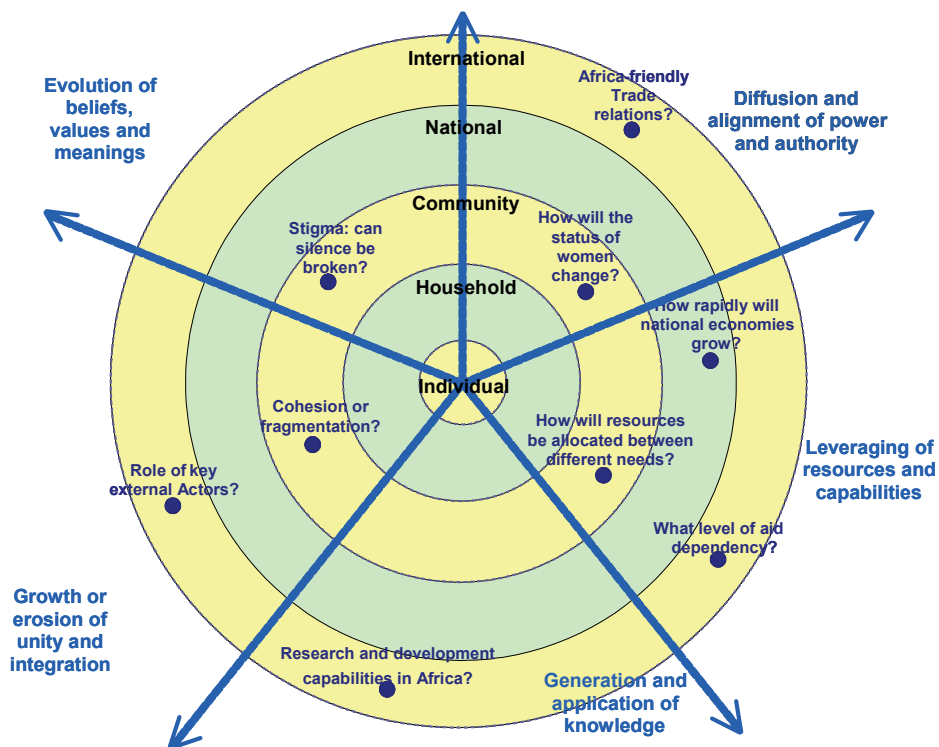 International
Africa-friendly
Trade
relations?
Evolution of
beliefs,
values and
meanings
Diffusion and
alignment of power
and authority
National
Community
Stigma: can
silence be
broken?
How will the
status of
women
change?
Household
How rapidly will
national economies
grow?
Individual
Cohesion or
fragmentation?
How will resources
be allocated between
different needs?
Leveraging of
resources and
capabilities
Role of key
external Actors?
What level of aid
dependency?
Growth or
erosion of
unity and
integration
Research and development
capabilities in Africa?
Generation and
application of
knowledge